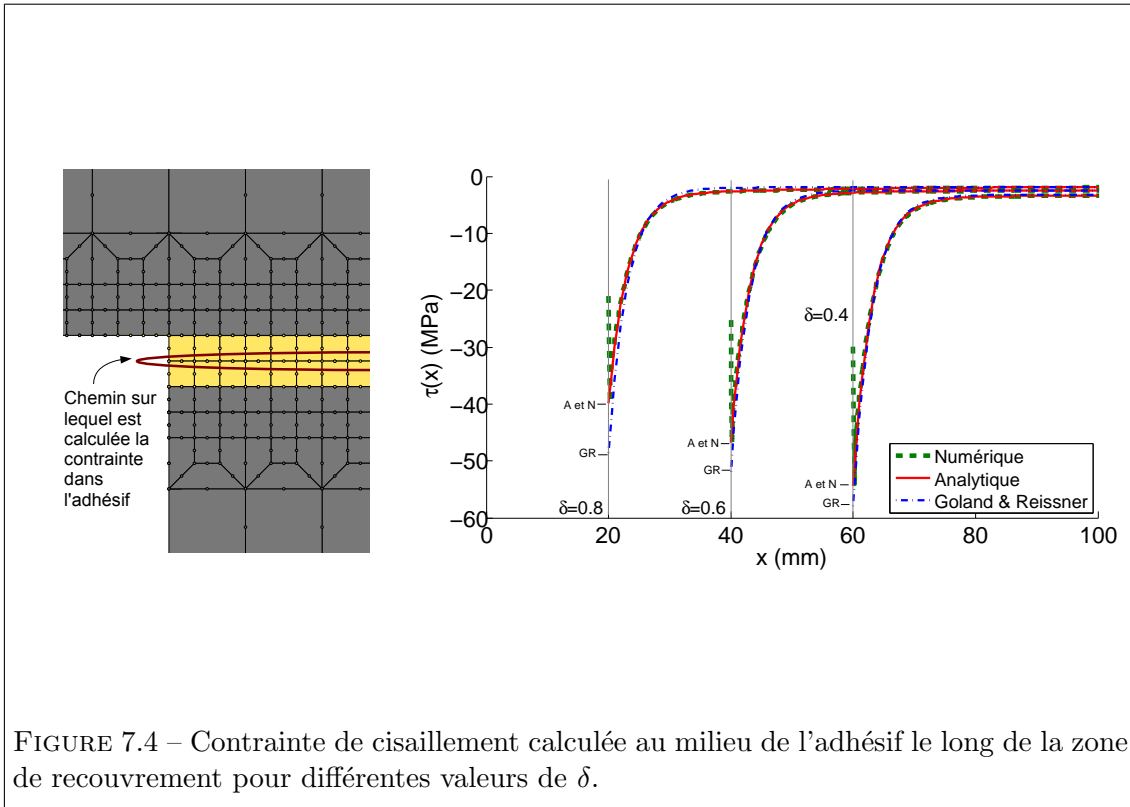 Chemin sur
lequel est
calculée la
contrainte
dans
l'adhésif
0
−10
−20
−30
−40
−50
−60
τ(x) (MPa)
A et N
GR
δ=0.8
A et N
GR
δ=0.6
δ=0.4
A et N
GR
Numérique
Analytique
Goland & Reissner
0
20
40
60
80
100
x (mm)
FIGURE 7.4 – Contrainte de cisaillement calculée au milieu de l'adhésif le long de la zone
de recouvrement pour différentes valeurs de δ.